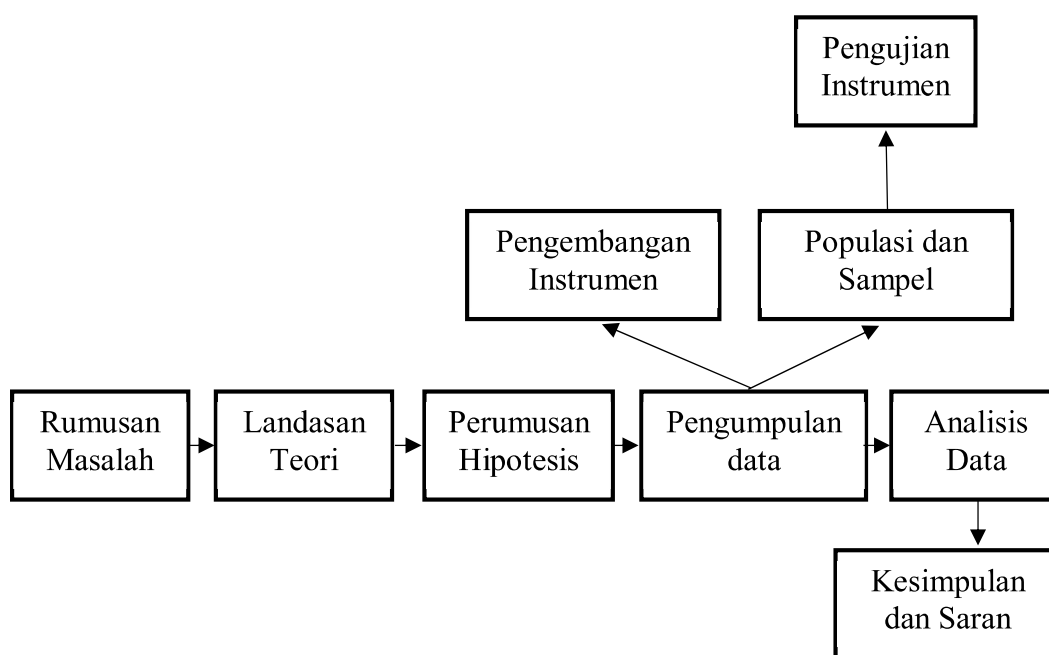 Pengujian
Instrumen
Pengembangan
Instrumen
Populasi dan
Sampel
Rumusan
Masalah
Landasan
Teori
Perumusan
Hipotesis
Pengumpulan
data
Analisis
Data
Kesimpulan
dan Saran